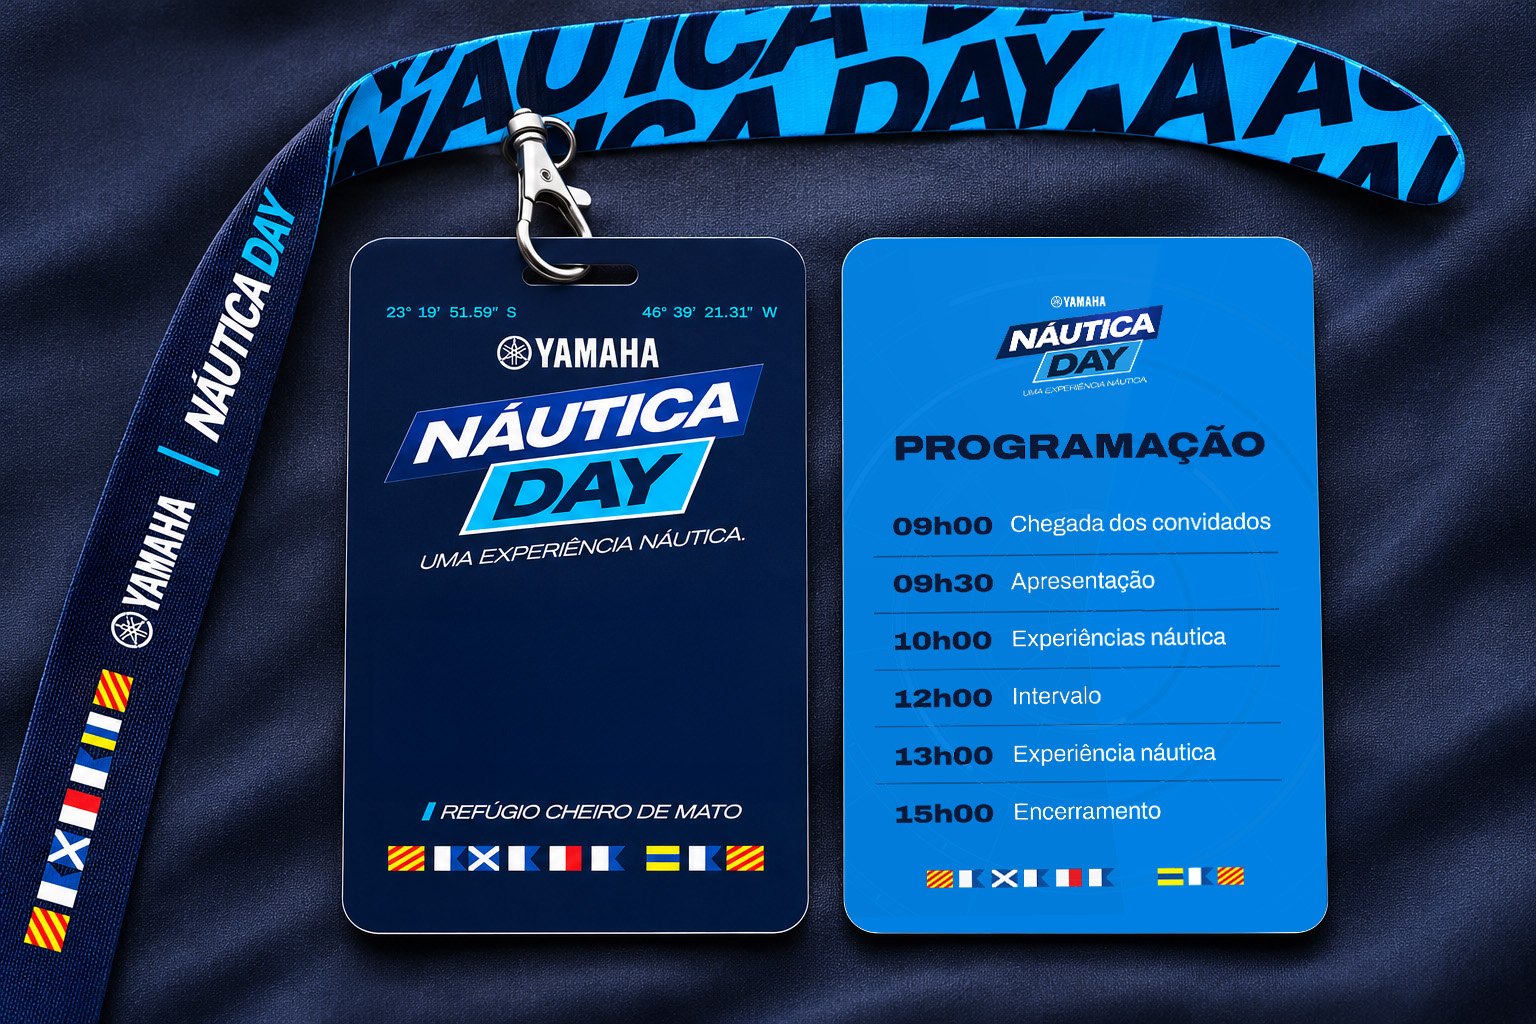 NÁUTICA DAY
NÁUTICA DAY
YAMAHA | NÁUTICA DAY
23° 19' 51.59" S 46° 39' 21.31" W
YAMAHA
NÁUTICA
DAY
UMA EXPERIÊNCIA NÁUTICA.
REFÚGIO CHEIRO DE MATO
YAMAHA
NÁUTICA
DAY
UMA EXPERIÊNCIA NÁUTICA
PROGRAMAÇÃO
09h00 Chegada dos convidados
09h30 Apresentação
10h00 Experiências náutica
12h00 Intervalo
13h00 Experiência náutica
15h00 Encerramento